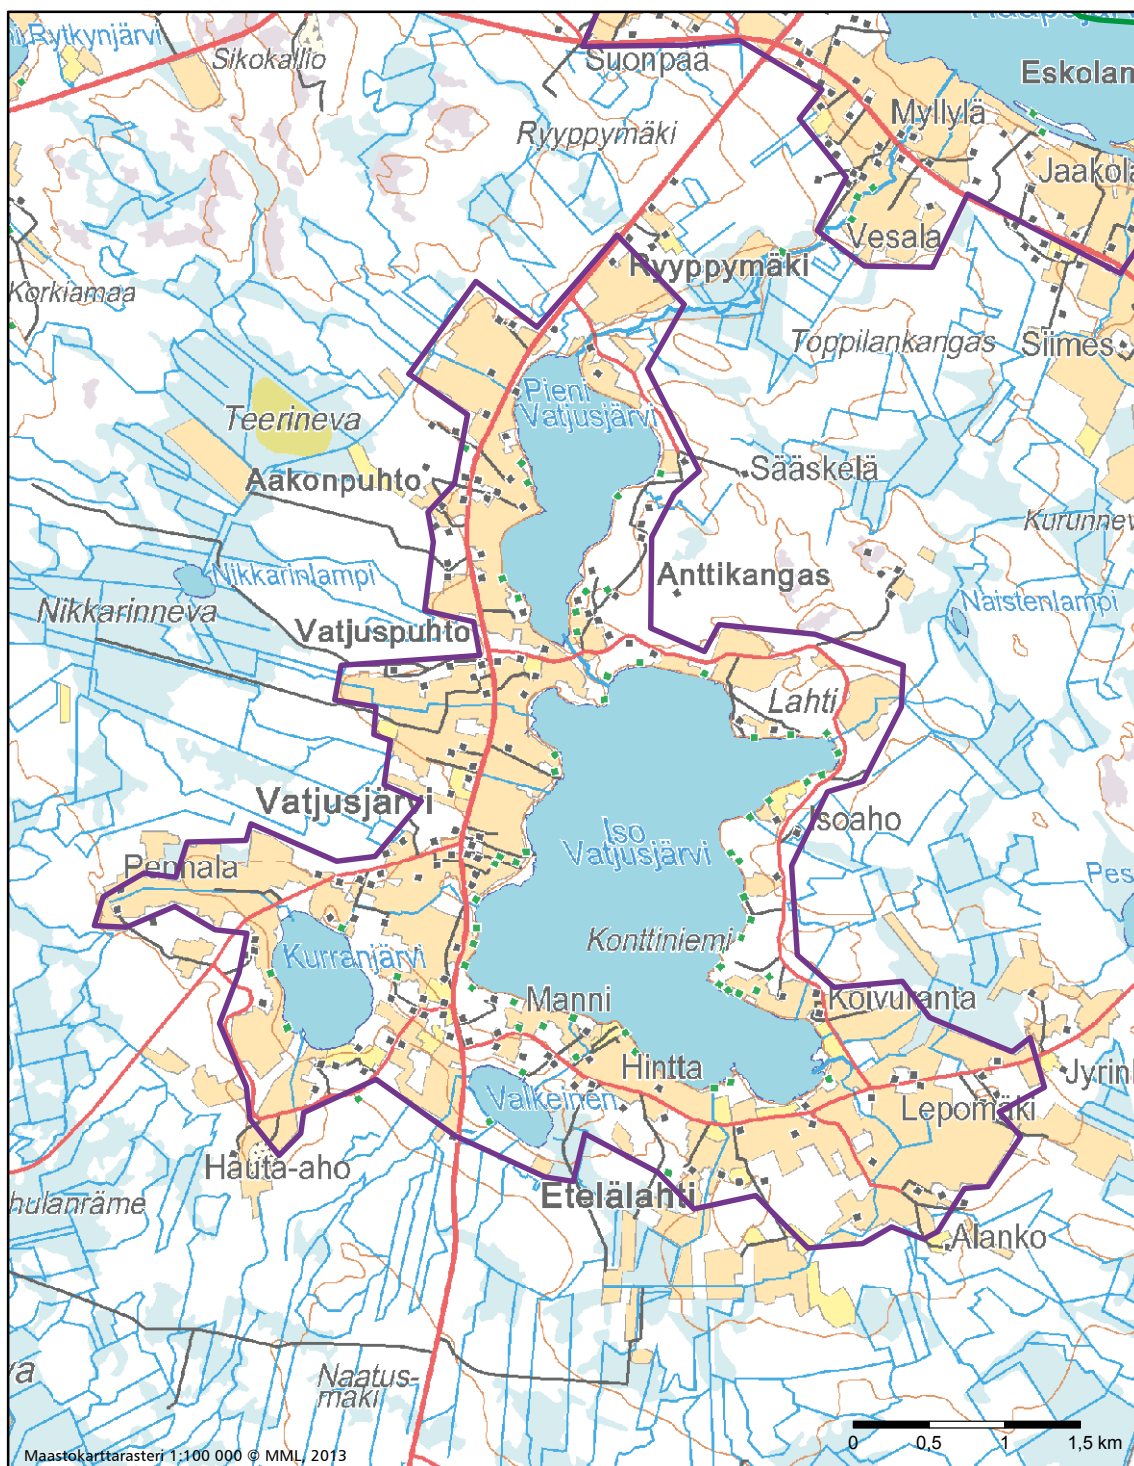 Rytkynjärvi
Sikokallio
Suonpää
Eskolan
Myllylä
Ryyppymäki
Jaakola
Vesala
Ryyppymäki
Korkiamaa
Toppilankangas
Siimes
Pieni
Vatjusjärvi
Teerineva
Aakonpuhto
Sääskelä
Kurunnev
Nikkarinlampi
Anttikangas
Nikkarinneva
Naistenlampi
Vatjuspuhto
Lahti
Vatjusjärvi
Isoaho
Iso
Vatjusjärvi
Pennala
Pes
Konttiniemi
Kurranjärvi
Manni
Koivuranta
Hintta
Jyrin
Valkeinen
Lepomäki
Hauta-aho
Etelälahti
hulanräme
Alanko
va
Naatus-
mäki
0 0,5 1 1,5 km
Maastokarttarasteri 1:100 000 © MML, 2013